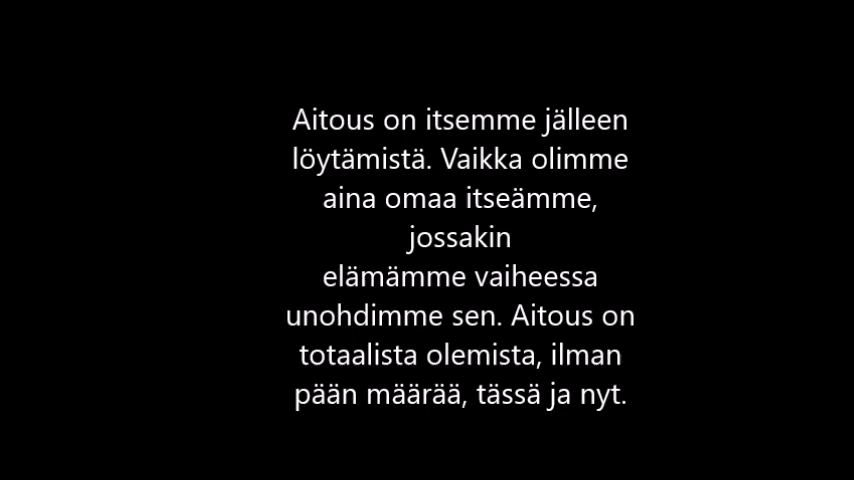 Aitous on itsemme jälleen
löytämistä. Vaikka olimme
aina omaa itseämme,
jossakin
elämämme vaiheessa
unohdimme sen. Aitous on
totaalista olemista, ilman
pään määrää, tässä ja nyt.